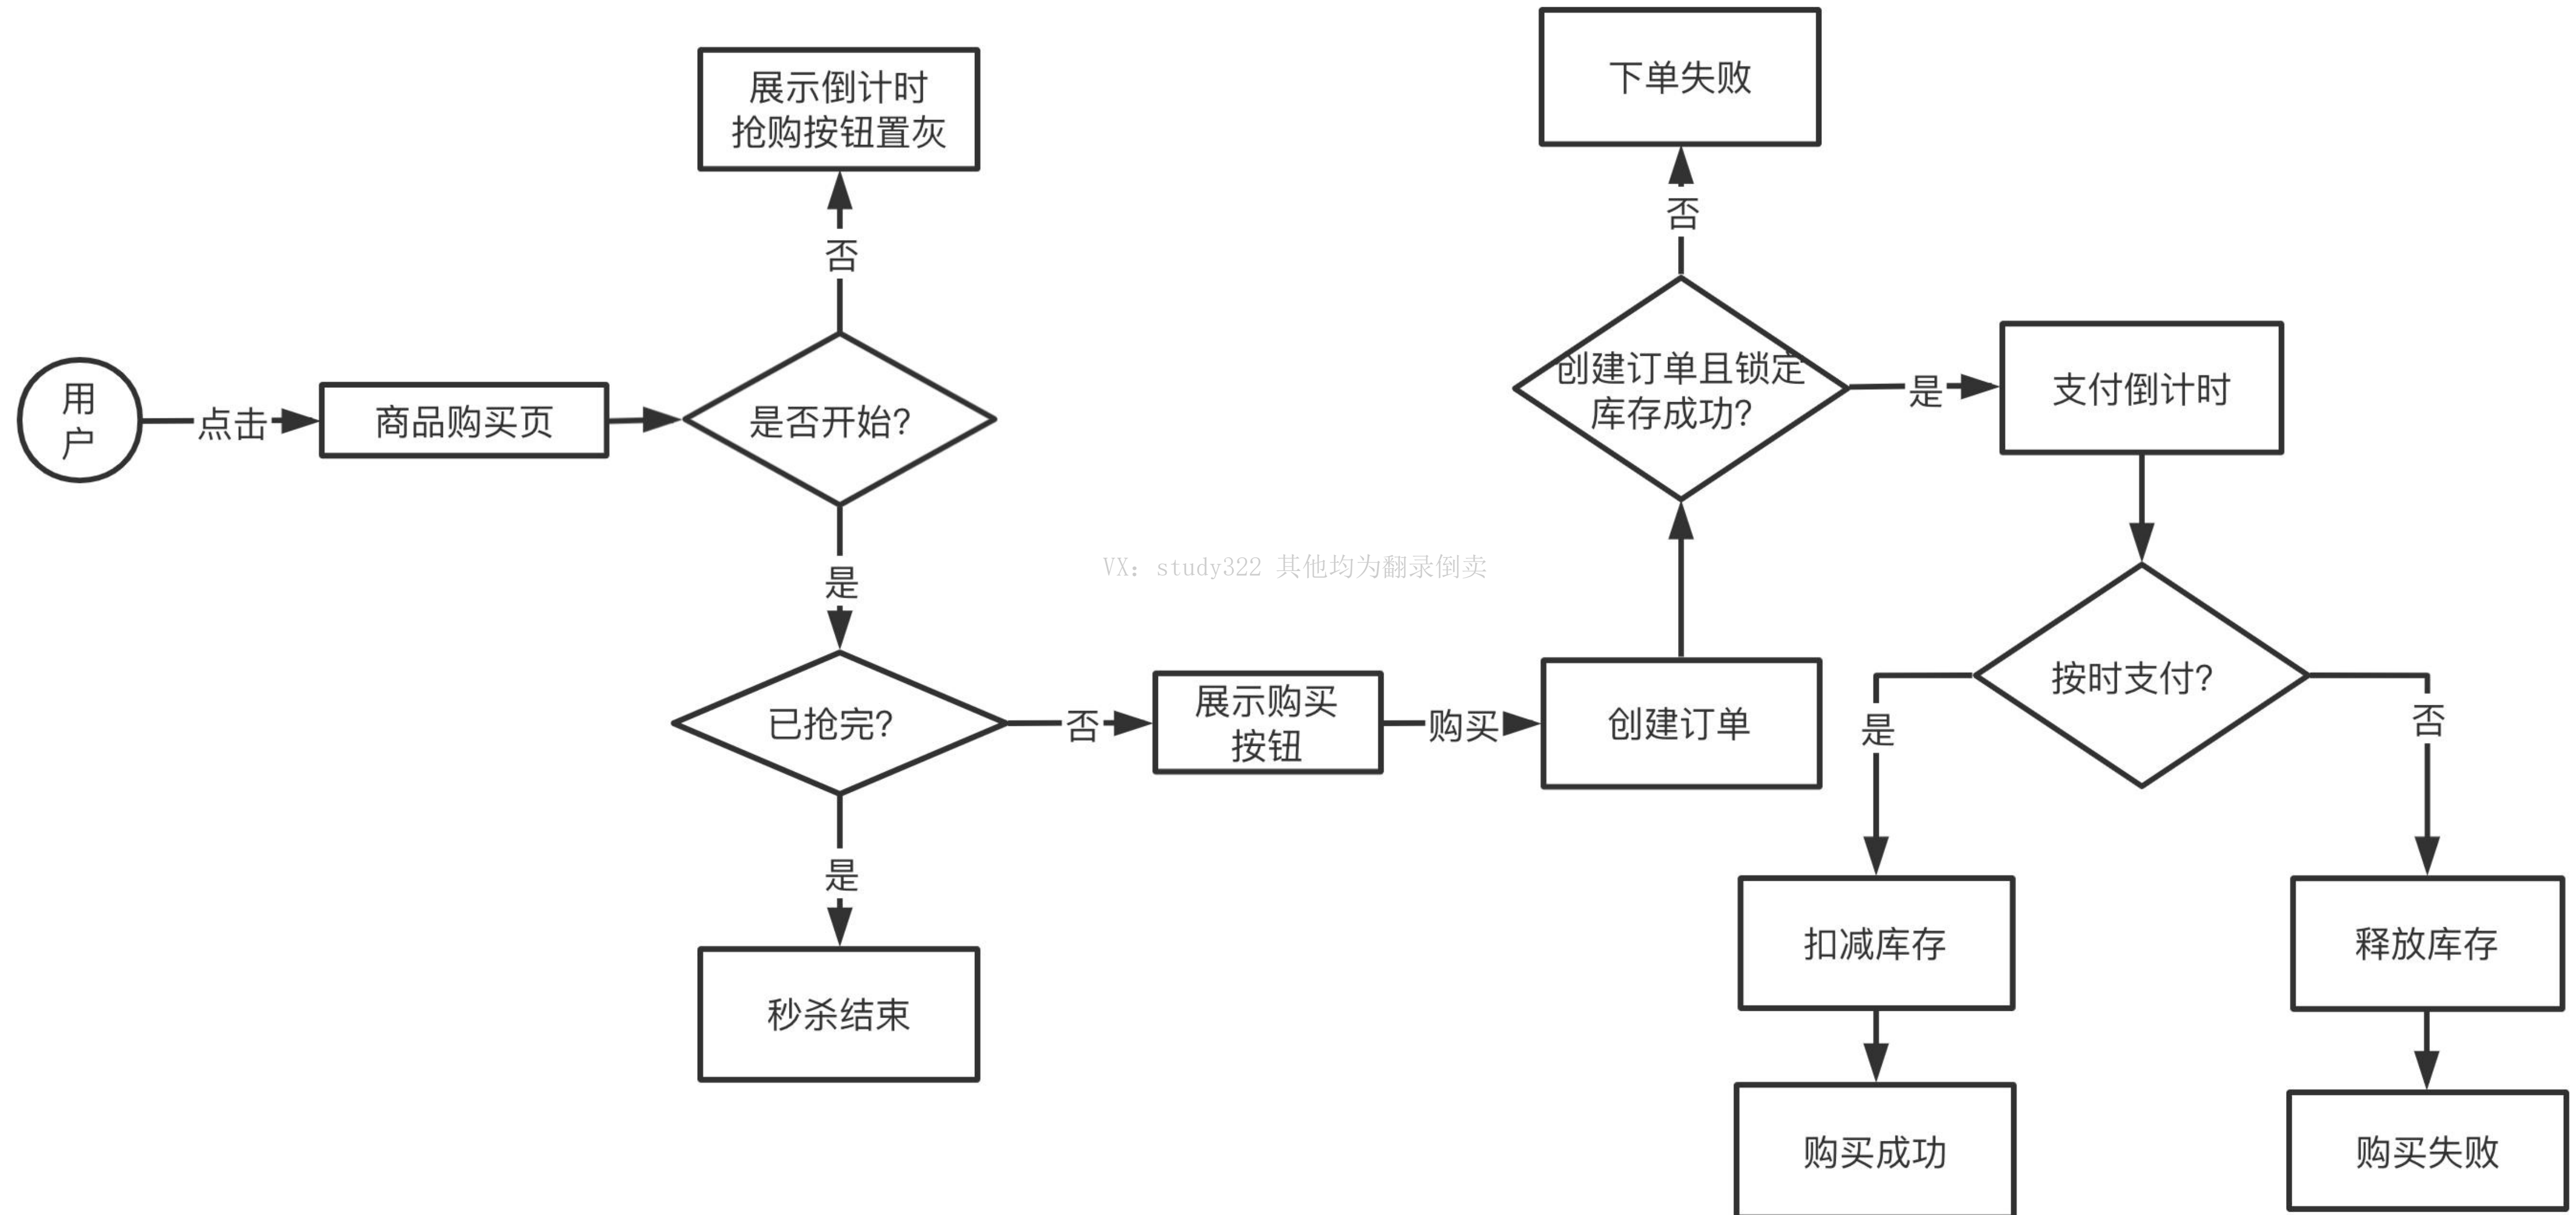 用
户
点击
商品购买页
是否开始?
否
展示倒计时
抢购按钮置灰
是
已抢完?
是
秒杀结束
否
展示购买
按钮
购买
创建订单
创建订单且锁定
库存成功?
否
下单失败
是
支付倒计时
按时支付?
是
扣减库存
购买成功
否
释放库存
购买失败
VX: study322 其他均为翻录倒卖